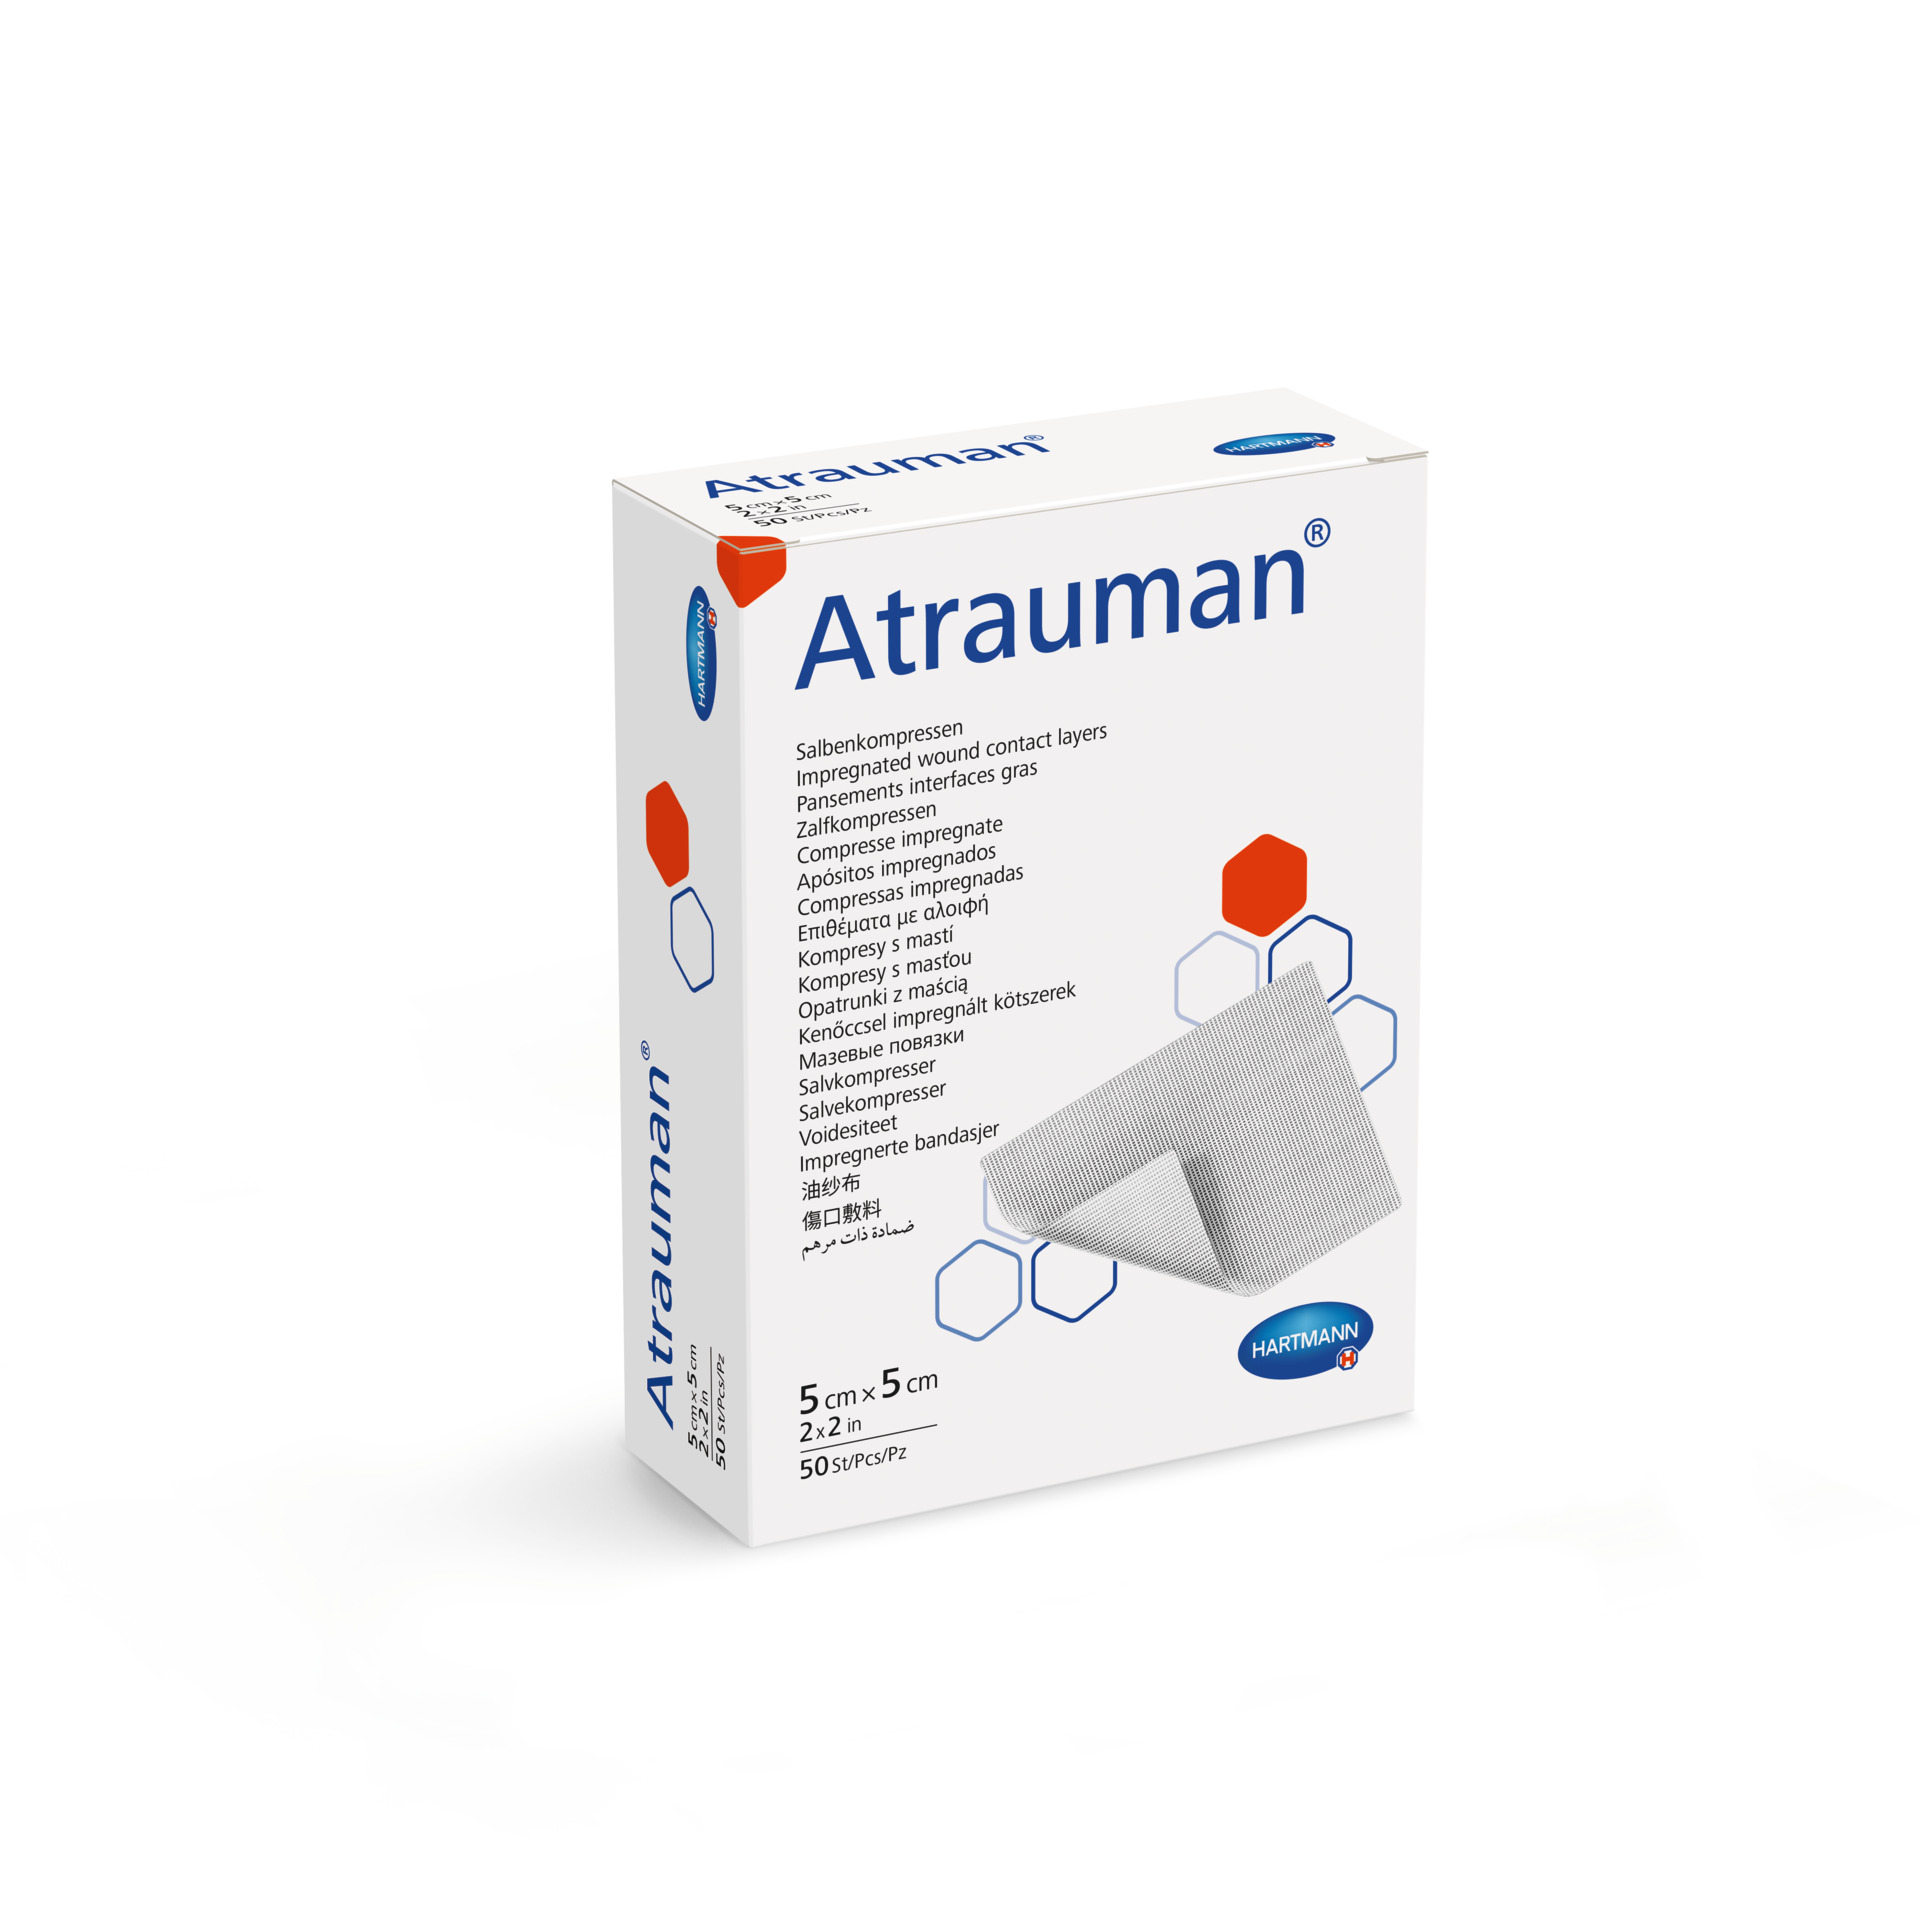 Atrauman®
HARTMANN
5 cm x 5 cm
2 x 2 in
50 St/Pcs/Pz
Atrauman®
Salbenkompressen
Impregnated wound contact layers
Pansements interfaces gras
Zalfkompressen
Compresse impregnate
Apósitos impregnados
Compressas impregnadas
Επιθέματα με αλοιφή
Kompresy s mastí
Kompresy s masťou
Opatrunki z maścią
Kenőccsel impregnált kötszerek
Мазевые повязки
Salvkompresser
Salvekompresser
Voidesiteet
Impregnerte bandasjer
油纱布
傷口敷料
ضمادة ذات مرهم
5 cm x 5 cm
2 x 2 in
50 St/Pcs/Pz
HARTMANN
HARTMANN
Atrauman®
5 cm x 5 cm
2 x 2 in
50 St/Pcs/Pz